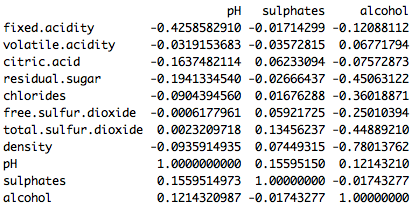 pH sulphates alcohol
fixed.acidity -0.4258582910 -0.01714299 -0.12088112
volatile.acidity -0.0319153683 -0.03572815 0.06771794
citric.acid -0.1637482114 0.06233094 -0.07572873
residual.sugar -0.1941334540 -0.02666437 -0.45063122
chlorides -0.0904394560 0.01676288 -0.36018871
free.sulfur.dioxide -0.0006177961 0.05921725 -0.25010394
total.sulfur.dioxide 0.0023209718 0.13456237 -0.44889210
density -0.0935914935 0.07449315 -0.78013762
pH 1.0000000000 0.15595150 0.12143210
sulphates 0.1559514973 1.00000000 -0.01743277
alcohol 0.1214320987 -0.01743277 1.00000000